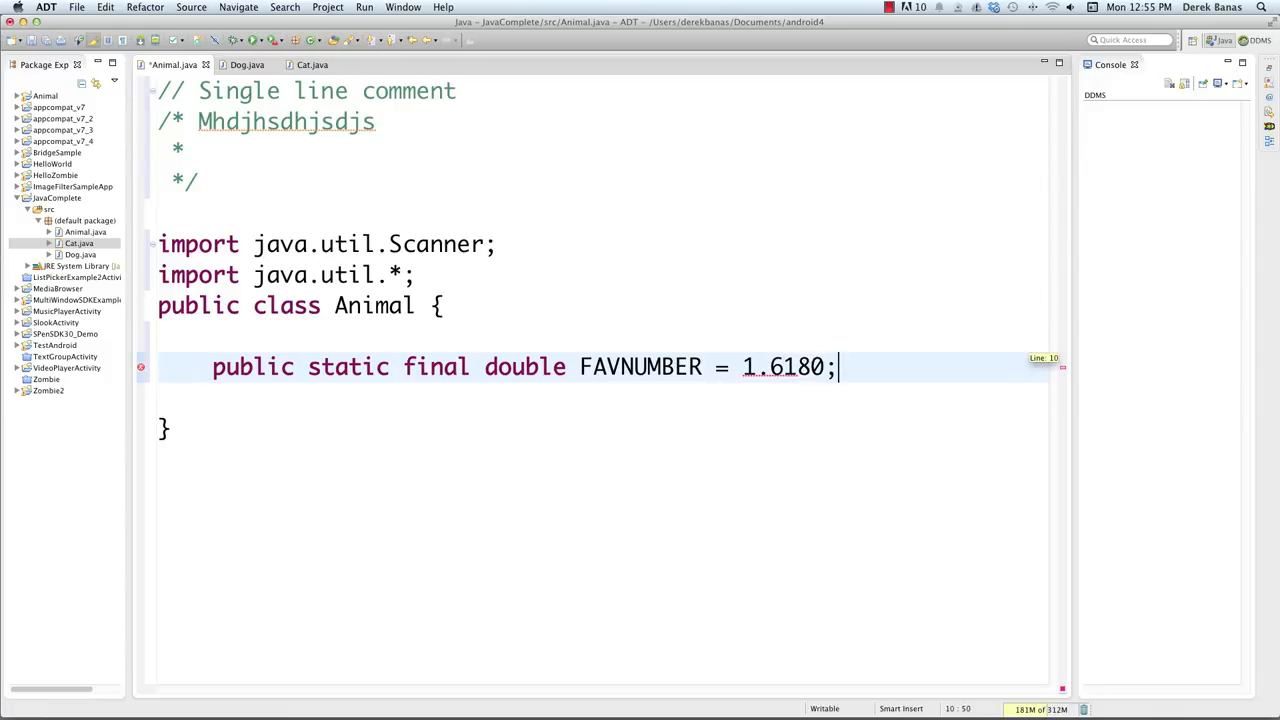 ADT File Edit Refactor Source Navigate Search Project Run Window Help 10 Mon 12:55 PM Derek Banas
Java – JavaComplete/src/Animal.java – ADT – /Users/derekbanas/Documents/android4
Quick Access Java DDMS
Package Exp
*Animal.java Dog.java Cat.java
Console
DDMS
Animal
appcompat_v7
appcompat_v7_2
appcompat_v7_3
appcompat_v7_4
BridgeSample
HelloWorld
HelloZombie
ImageFilterSampleApp
JavaComplete
src
(default package)
Animal.java
Cat.java
Dog.java
JRE System Library [Ja
ListPickerExample2Activi
MediaBrowser
MultiWindowSDKExample
MusicPlayerActivity
SlookActivity
SPenSDK30_Demo
TestAndroid
TextGroupActivity
VideoPlayerActivity
Zombie
Zombie2
// Single line comment
/* Mhdjhsdhjsdjs
*
*/
import java.util.Scanner;
import java.util.*;
public class Animal {
public static final double FAVNUMBER = 1.6180;
Line: 10
}
Writable Smart Insert 10 : 50 181M of 312M